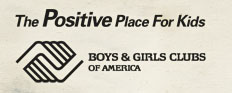 The Positive Place For Kids
BOYS & GIRLS CLUBS
OF AMERICA